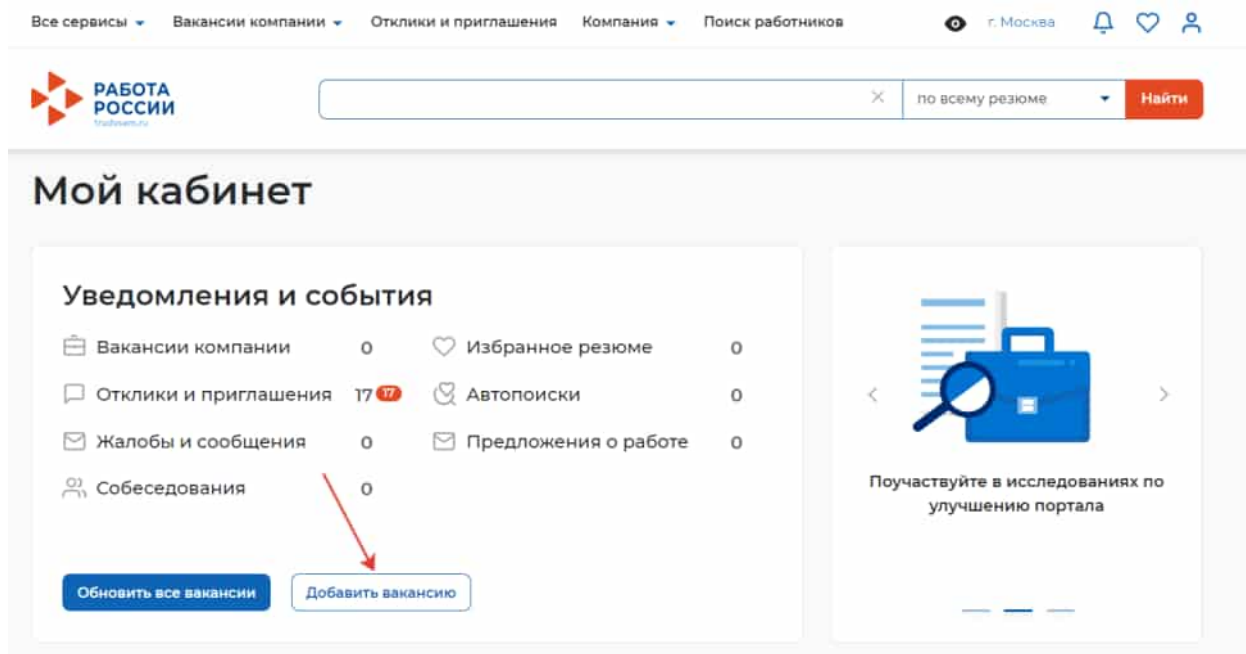 Все сервисы Вакансии компании Отклики и приглашения Компания Поиск работников г. Москва
РАБОТА
РОССИИ
trudvsem.ru
по всему резюме Найти
Мой кабинет
Уведомления и события
Вакансии компании 0 Избранное резюме 0
Отклики и приглашения 17 17 Автопоиски 0
Жалобы и сообщения 0 Предложения о работе 0
Собеседования 0
Поучаствуйте в исследованиях по
улучшению портала
Обновить все вакансии Добавить вакансию